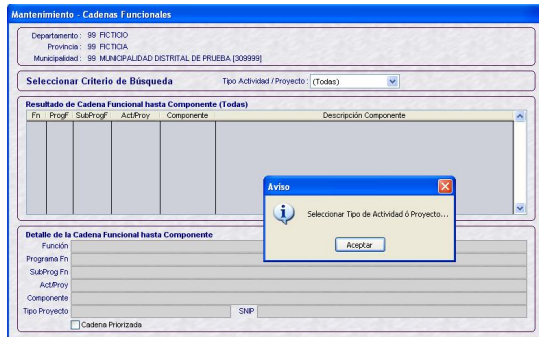 Mantenimiento - Cadenas Funcionales
Departamento : 99 FICTICIO
Provincia : 99 FICTICIA
Municipalidad : 99 MUNICIPALIDAD DISTRITAL DE PRUEBA [309999]
Seleccionar Criterio de Búsqueda Tipo Actividad / Proyecto : (Todas)
Resultado de Cadena Funcional hasta Componente (Todas)
Fn ProgF SubProgF Act/Proy Componente Descripción Componente
Aviso
Seleccionar Tipo de Actividad ó Proyecto...
Aceptar
Detalle de la Cadena Funcional hasta Componente
Función
Programa Fn
SubProg Fn
Act/Proy
Componente
Tipo Proyecto SNIP
Cadena Priorizada